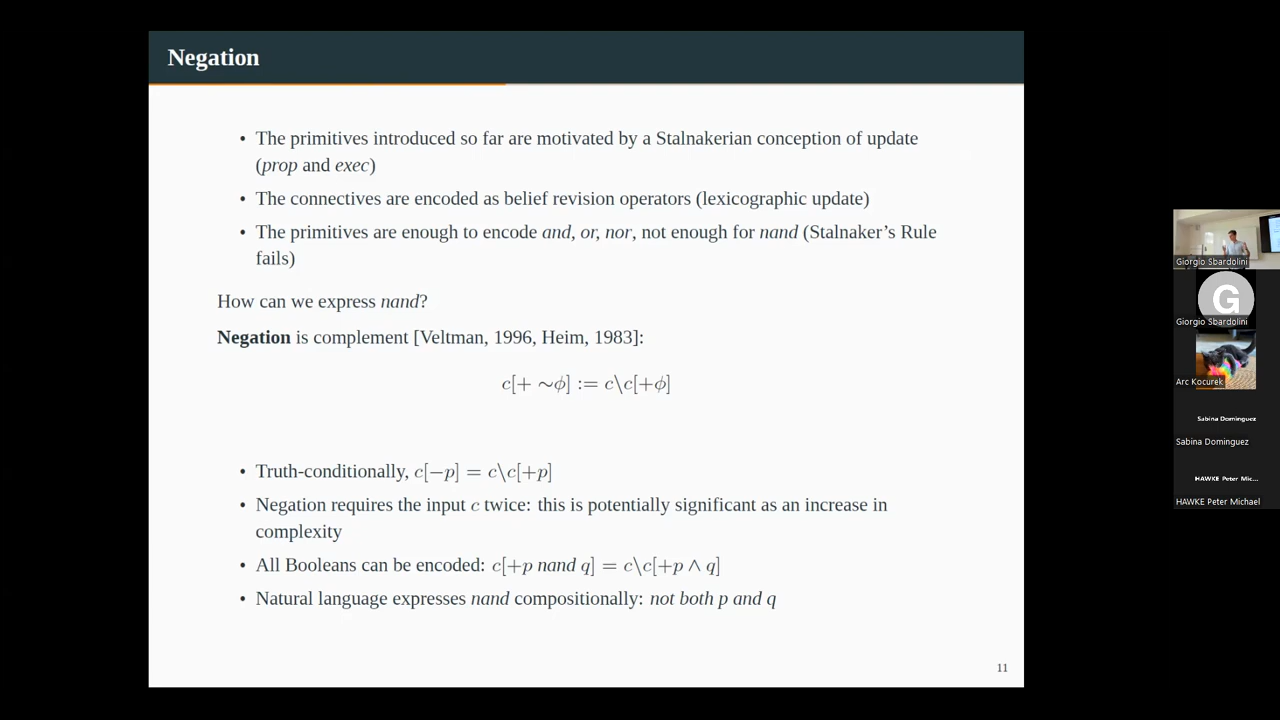 Negation
• The primitives introduced so far are motivated by a Stalnakerian conception of update
(prop and exec)
• The connectives are encoded as belief revision operators (lexicographic update)
• The primitives are enough to encode and, or, nor, not enough for nand (Stalnaker's Rule
fails)
How can we express nand?
Negation is complement [Veltman, 1996, Heim, 1983]:
c[+ ∼ϕ] := c\c[+ϕ]
• Truth-conditionally, c[−p] = c\c[+p]
• Negation requires the input c twice: this is potentially significant as an increase in
complexity
• All Booleans can be encoded: c[+p nand q] = c\c[+p ∧ q]
• Natural language expresses nand compositionally: not both p and q
11
Giorgio Sbardolini
G
Giorgio Sbardolini
Arc Kocurek
Sabina Dominguez
Sabina Dominguez
HAWKE Peter Mic...
HAWKE Peter Michael